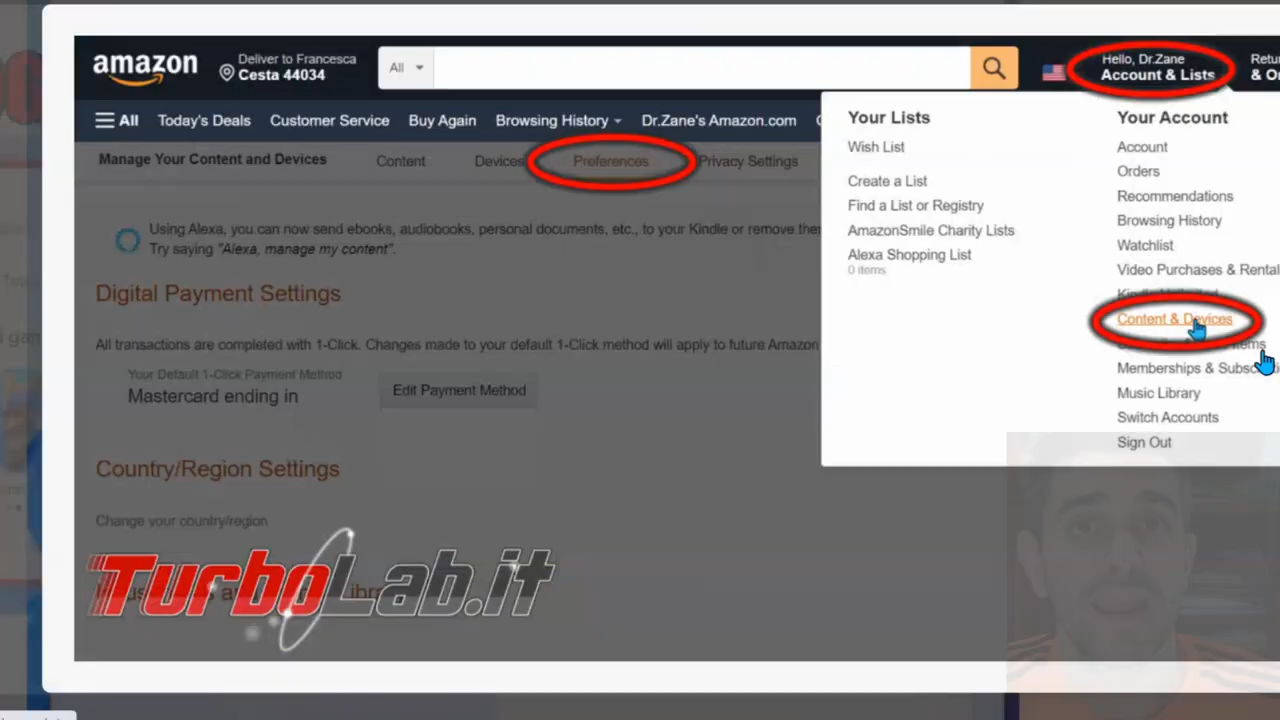 amazon
Deliver to Francesca
Cesta 44034
All
Hello, Dr.Zane
Account & Lists
& O
All
Today's Deals
Customer Service
Buy Again
Browsing History
Dr.Zane's Amazon.com
Manage Your Content and Devices
Content
Devices
Preferences
Privacy Settings
Using Alexa, you can now send ebooks, audiobooks, personal documents, etc., to your Kindle or remove
Try saying "Alexa, manage my content".
Digital Payment Settings
All transactions are completed with 1-Click. Changes made to your default 1-Click method will apply to future Amazon
Your Default 1-Click Payment Method
Mastercard ending in
Edit Payment Method
Country/Region Settings
Change your country/region
TurboLab.it
Your Lists
Wish List
Create a List
Find a List or Registry
AmazonSmile Charity Lists
Alexa Shopping List
0 items
Your Account
Account
Orders
Recommendations
Browsing History
Watchlist
Video Purchases & Rental
Kindle Unlimited
Content & Devices
Memberships &
Music Library
Switch Accounts
Sign Out